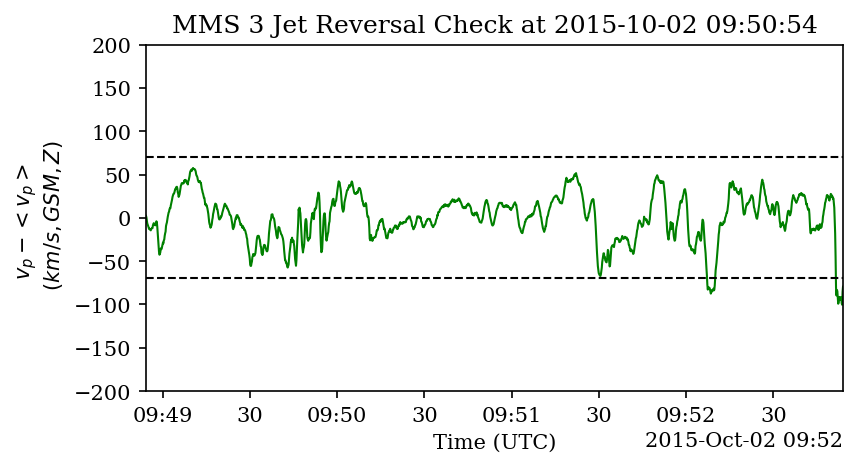 MMS 3 Jet Reversal Check at 2015-10-02 09:50:54
200
150
100
50
0
−50
−100
−150
−200
v_p − < v_p >
(km/s, GSM, Z)
09:49 30 09:50 30 09:51 30 09:52 30
Time (UTC)
2015-Oct-02 09:52